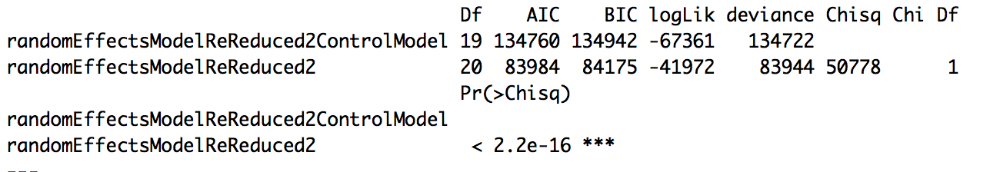 Df AIC BIC logLik deviance Chisq Chi Df
randomEffectsModelReReduced2ControlModel 19 134760 134942 -67361 134722
randomEffectsModelReReduced2 20 83984 84175 -41972 83944 50778 1
Pr(>Chisq)
randomEffectsModelReReduced2ControlModel
randomEffectsModelReReduced2 < 2.2e-16 ***
---